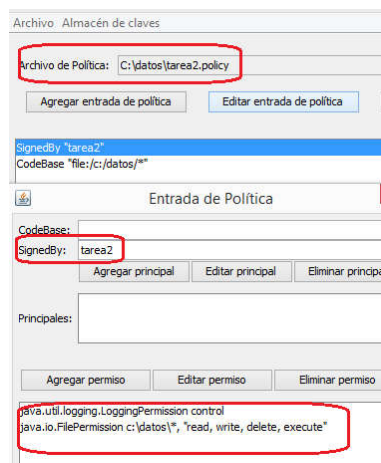 Archivo Almacén de claves
Archivo de Política: C:\datos\tarea2.policy
Agregar entrada de política Editar entrada de política
SignedBy "tarea2"
CodeBase "file:/c:/datos/*"
Entrada de Política
CodeBase:
SignedBy: tarea2
Agregar principal Editar principal Eliminar principa
Principales:
Agregar permiso Editar permiso Eliminar permiso
java.util.logging.LoggingPermission control
java.io.FilePermission c:\datos\*, "read, write, delete, execute"